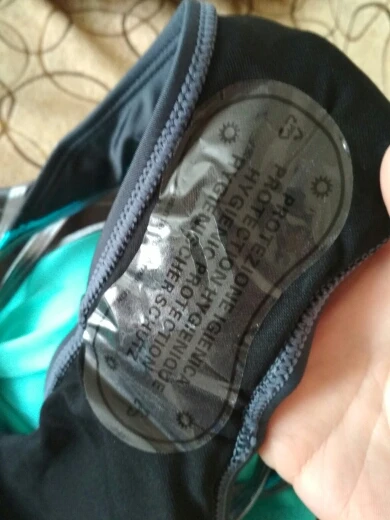 PROTEZIONE IGIENICA
PROTECTION HYGIENIQUE
HYGIENIC PROTECTION
HYGIENISCHER SCHUTZ